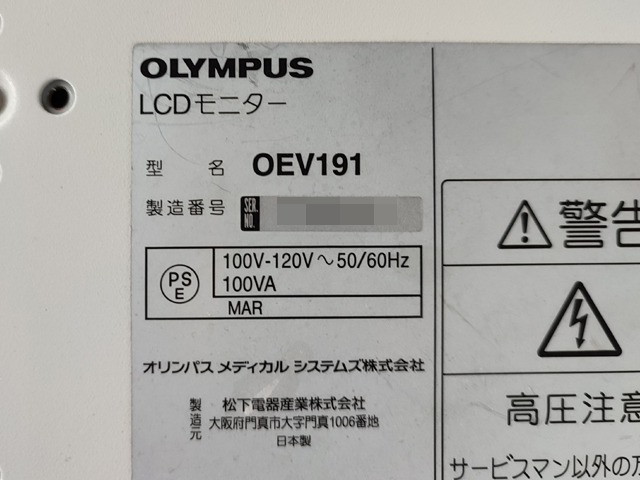 OLYMPUS
LCDモニター
型 名 OEV191
製造番号 SER. NO.
PS E
100V-120V～50/60Hz
100VA
MAR
オリンパス メディカル システムズ株式会社
製造元
松下電器産業株式会社
大阪府門真市大字門真1006番地
日本製
警告
高圧注意
サービスマン以外の方